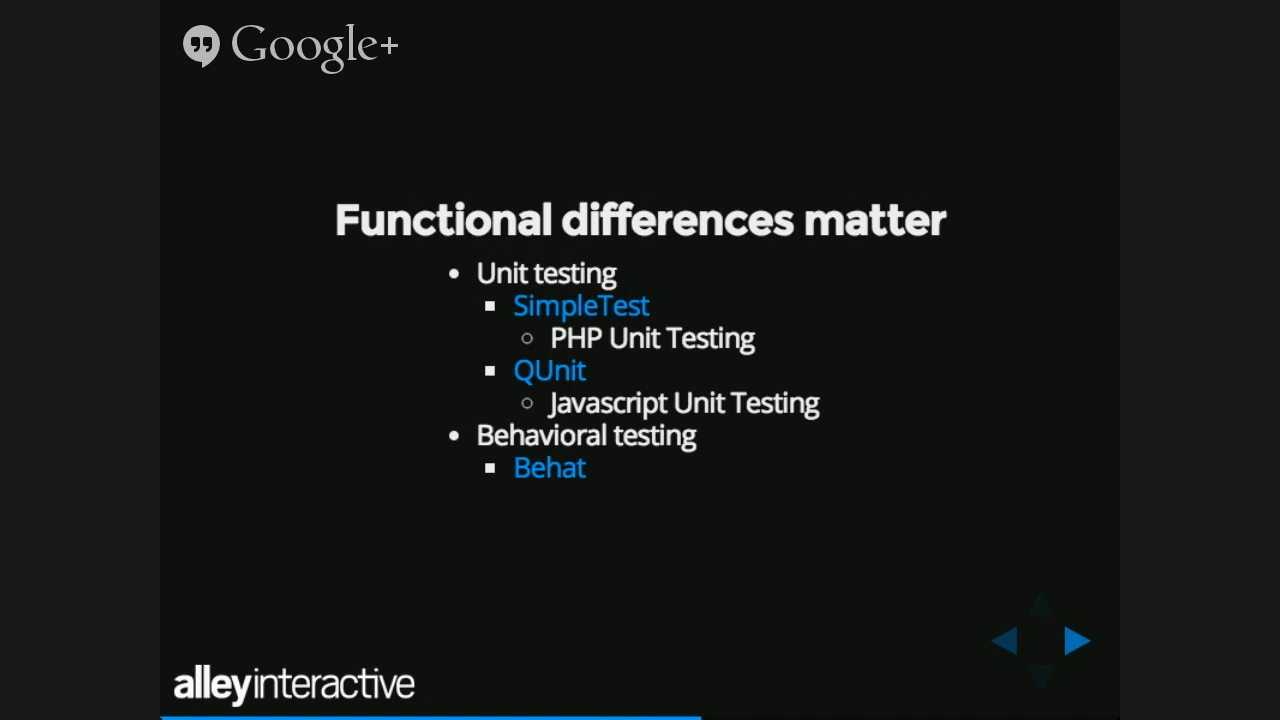 Google+
Functional differences matter
Unit testing
SimpleTest
PHP Unit Testing
QUnit
Javascript Unit Testing
Behavioral testing
Behat
alleyinteractive